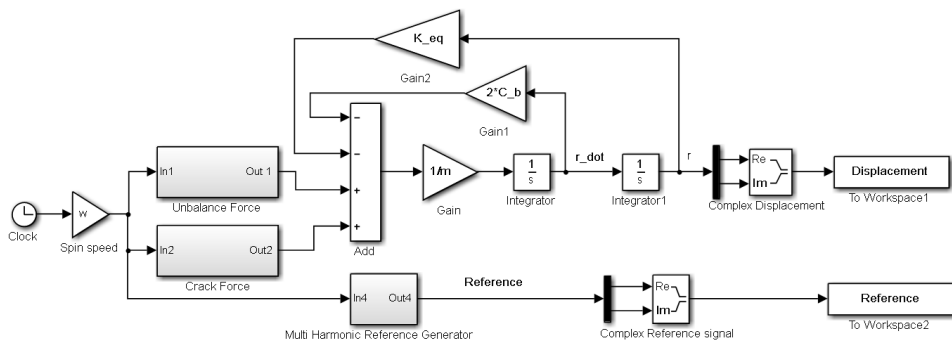 K_eq
Gain2
2*C_b
Gain1
−
−
+
+
Add
1/m
Gain
1
s
Integrator
r_dot
1
s
Integrator1
r
Re
Im
Complex Displacement
Displacement
To Workspace1
In1
Out 1
Unbalance Force
Clock
w
Spin speed
In2
Out2
Crack Force
In4
Out4
Multi Harmonic Reference Generator
Reference
Re
Im
Complex Reference signal
Reference
To Workspace2